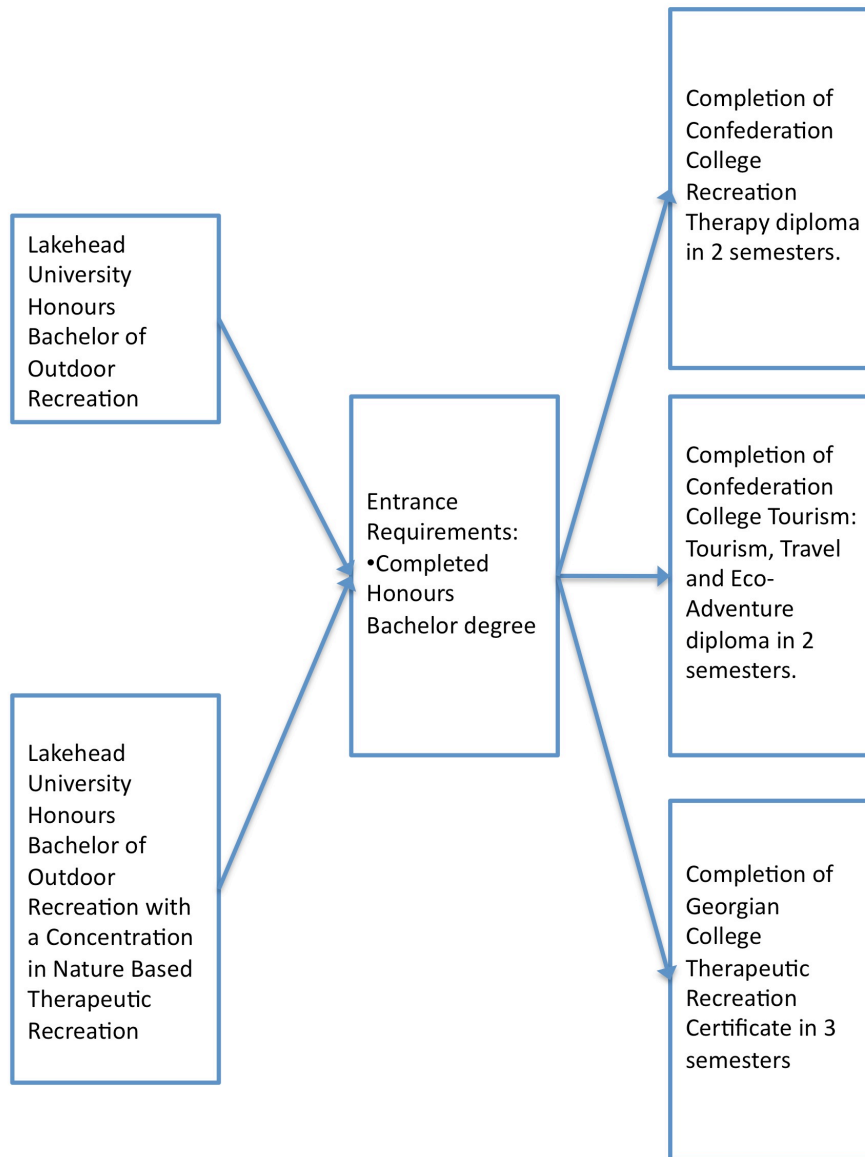 Lakehead
University
Honours
Bachelor of
Outdoor
Recreation
Lakehead
University
Honours
Bachelor of
Outdoor
Recreation with
a Concentration
in Nature Based
Therapeutic
Recreation
Entrance
Requirements:
•Completed
Honours
Bachelor degree
Completion of
Confederation
College
Recreation
Therapy diploma
in 2 semesters.
Completion of
Confederation
College Tourism:
Tourism, Travel
and Eco-
Adventure
diploma in 2
semesters.
Completion of
Georgian
College
Therapeutic
Recreation
Certificate in 3
semesters